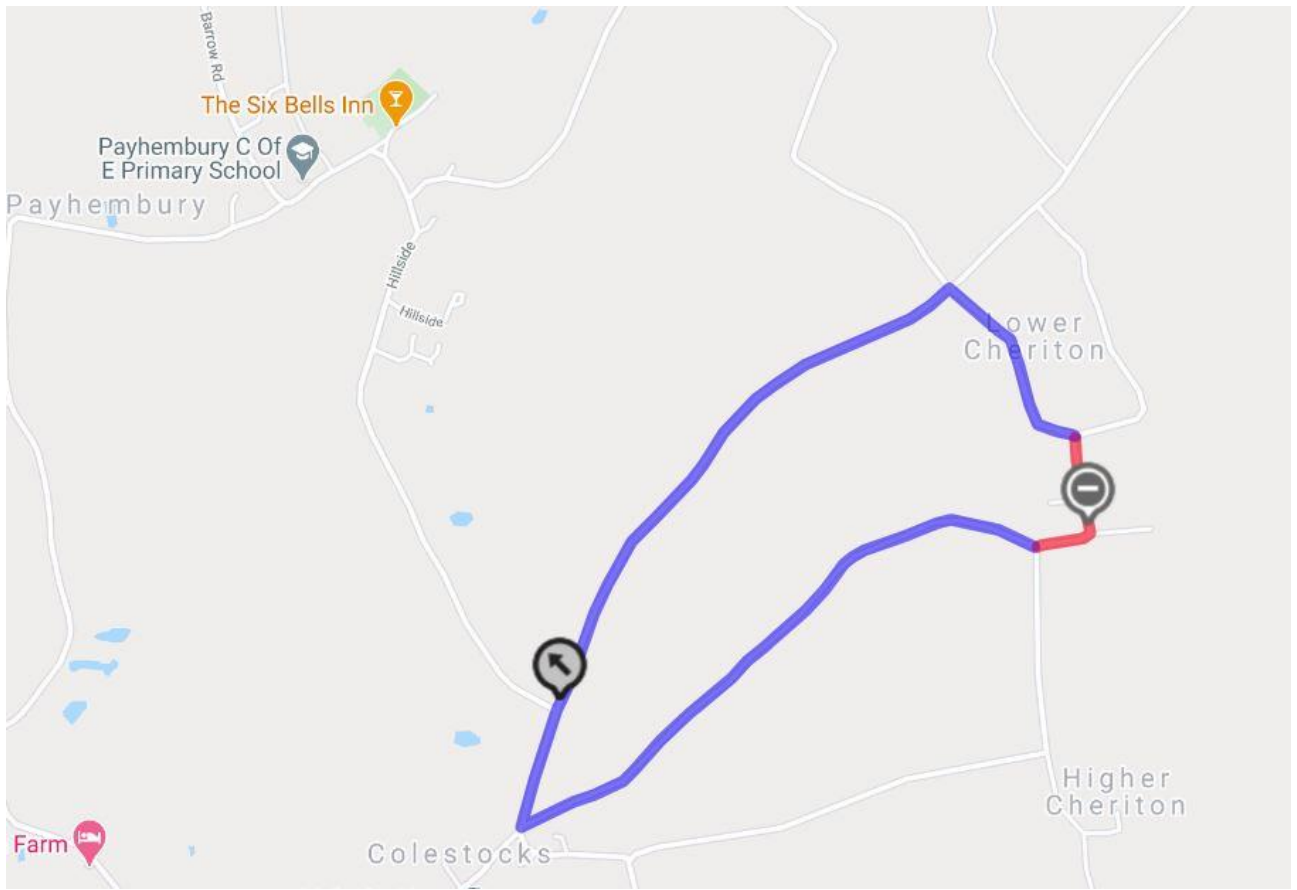 Barrow Rd
The Six Bells Inn
Payhembury C Of
E Primary School
Payhembury
Hillside
Hillside
Lower
Cheriton
Higher
Cheriton
Farm
Colestocks